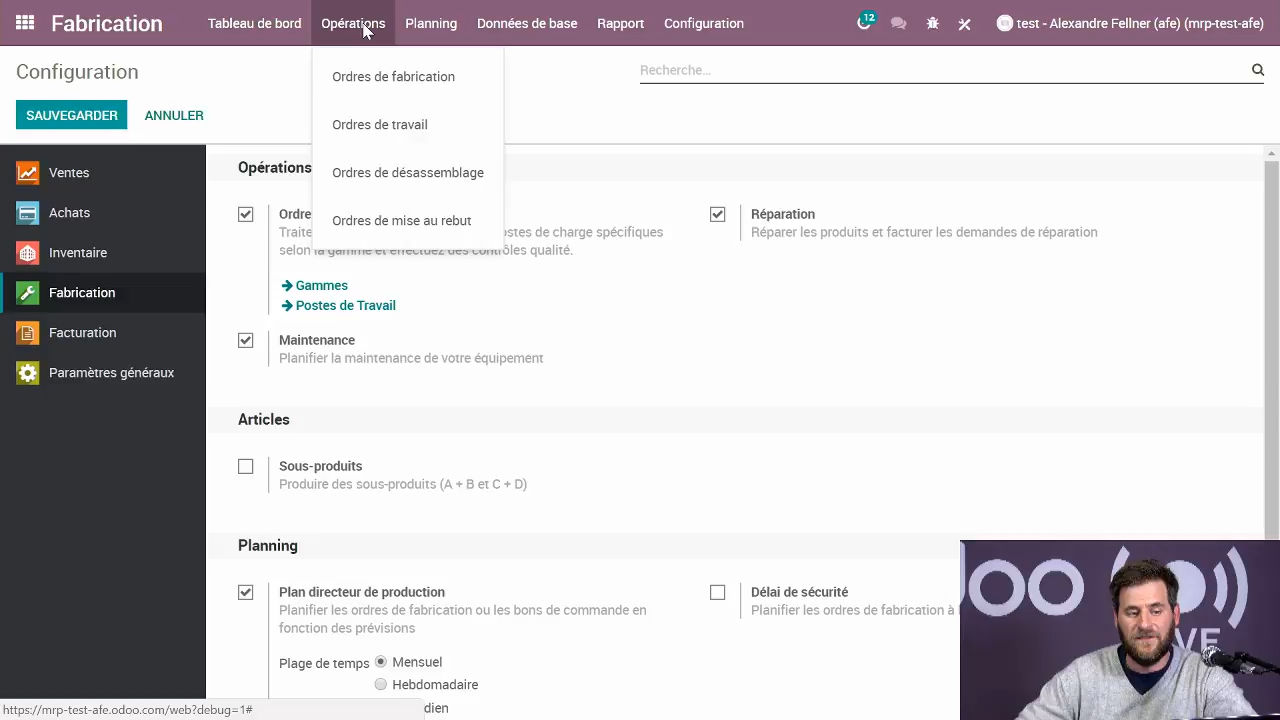 Fabrication
Tableau de bord
Opérations
Planning
Données de base
Rapport
Configuration
12
test - Alexandre Fellner (afe) (mrp-test-afe)
Configuration
Recherche...
SAUVEGARDER
ANNULER
Ordres de fabrication
Ordres de travail
Ordres de désassemblage
Ordres de mise au rebut
Ventes
Achats
Inventaire
Fabrication
Facturation
Paramètres généraux
Opérations
Ordre
Traite ostes de charge spécifiques
selon la gamme et effectuez des contrôles qualité.
Gammes
Postes de Travail
Réparation
Réparer les produits et facturer les demandes de réparation
Maintenance
Planifier la maintenance de votre équipement
Articles
Sous-produits
Produire des sous-produits (A + B et C + D)
Planning
Plan directeur de production
Planifier les ordres de fabrication ou les bons de commande en
fonction des prévisions
Plage de temps
Mensuel
Hebdomadaire
dien
Délai de sécurité
Planifier les ordres de fabrication à
https://mrp-test-afe.odoo.com/web?debug=1#